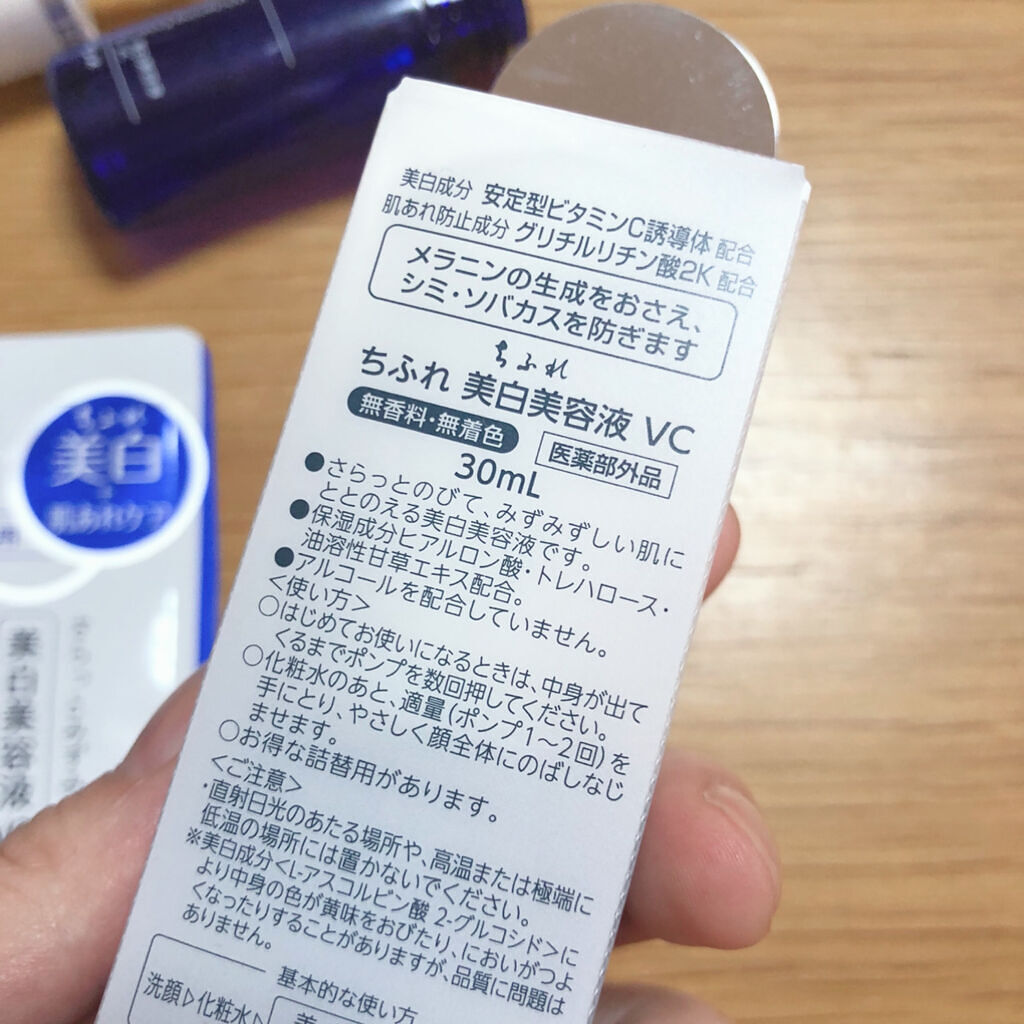 美白成分 安定型ビタミンC誘導体 配合
肌あれ防止成分 グリチルリチン酸2K 配合
メラニンの生成をおさえ、
シミ・ソバカスを防ぎます
ちふれ
ちふれ 美白美容液 VC
無香料・無着色
医薬部外品
30mL
●さらっとのびて、みずみずしい肌に
ととのえる美白美容液です。
●保湿成分ヒアルロン酸・トレハロース・
油溶性甘草エキス配合。
●アルコールを配合していません。
<使い方>
○はじめてお使いになるときは、中身が出て
くるまでポンプを数回押してください。
○化粧水のあと、適量(ポンプ1〜2回)を
手にとり、やさしく顔全体にのばしなじ
ませます。
○お得な詰替用があります。
<ご注意>
・直射日光のあたる場所や、高温または極端に
低温の場所には置かないでください。
※美白成分<L-アスコルビン酸 2-グルコシド>に
より中身の色が黄味をおびたり、においがつよ
くなったりすることがありますが、品質に問題は
ありません。
基本的な使い方
洗顔▷化粧水▷
美
ちふれ
美白
肌あれケア
美白美容液